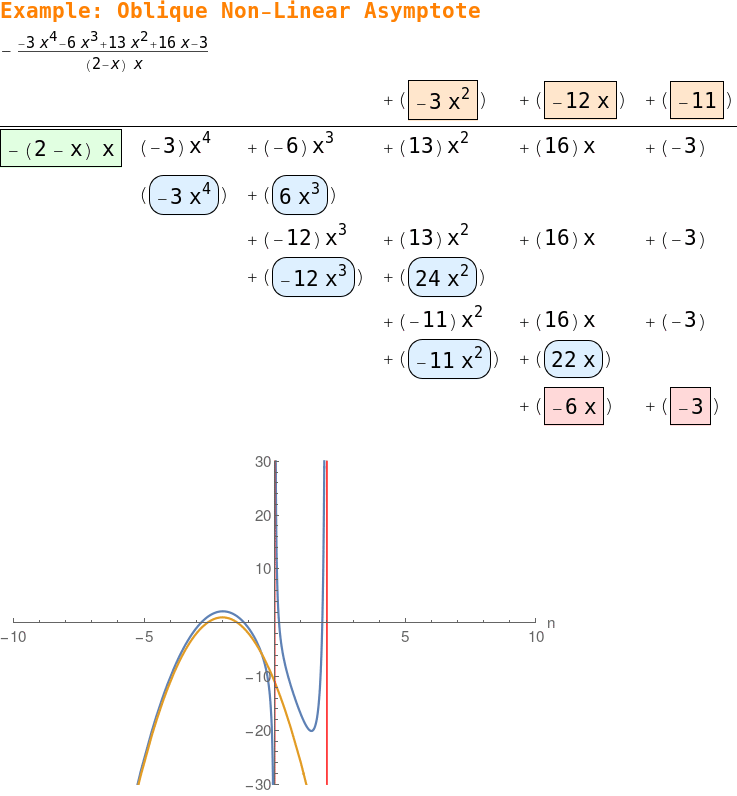 Example: Oblique Non-Linear Asymptote
− (−3 x⁴−6 x³+13 x²+16 x−3)/((2−x) x)
+ ( −3 x² ) + ( −12 x ) + ( −11 )
− (2 − x) x (−3) x⁴ + (−6) x³ + (13) x² + (16) x + (−3)
( −3 x⁴ ) + ( 6 x³ )
+ (−12) x³ + (13) x² + (16) x + (−3)
+ ( −12 x³ ) + ( 24 x² )
+ (−11) x² + (16) x + (−3)
+ ( −11 x² ) + ( 22 x )
+ ( −6 x ) + ( −3 )
30
20
10
−10 −5 5 10 n
−10
−20
−30